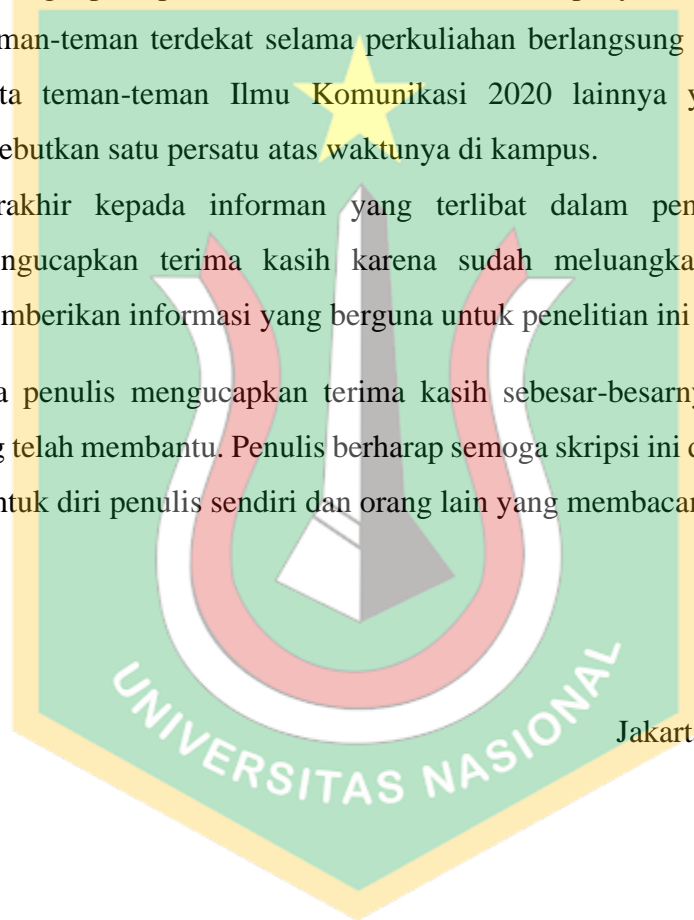 man-teman terdekat selama perkuliahan berlangsung
ta teman-teman Ilmu Komunikasi 2020 lainnya y
ebutkan satu persatu atas waktunya di kampus.
rakhir kepada informan yang terlibat dalam pen
ngucapkan terima kasih karena sudah meluangka
mberikan informasi yang berguna untuk penelitian ini
a penulis mengucapkan terima kasih sebesar-besarny
g telah membantu. Penulis berharap semoga skripsi ini d
ntuk diri penulis sendiri dan orang lain yang membacan
Jakart
UNIVERSITAS NASIONAL